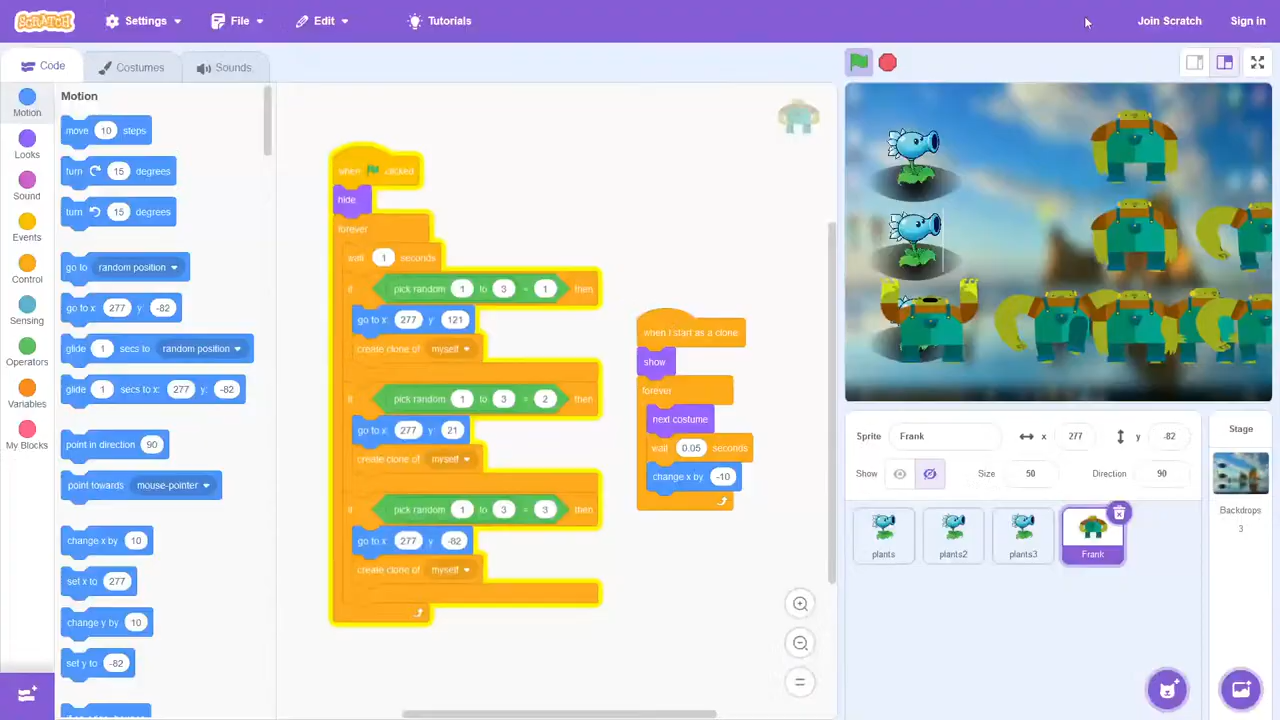 SCRATCH Settings File Edit Tutorials Join Scratch Sign in
Code Costumes Sounds
Motion
Looks
Sound
Events
Control
Sensing
Operators
Variables
My Blocks
Motion
move 10 steps
turn 15 degrees
turn 15 degrees
go to random position
go to x: 277 y: -82
glide 1 secs to random position
glide 1 secs to x: 277 y: -82
point in direction 90
point towards mouse-pointer
change x by 10
set x to 277
change y by 10
set y to -82
when clicked
hide
forever
wait 1 seconds
if pick random 1 to 3 = 1 then
go to x: 277 y: 121
create clone of myself
if pick random 1 to 3 = 2 then
go to x: 277 y: 21
create clone of myself
if pick random 1 to 3 = 3 then
go to x: 277 y: -82
create clone of myself
when I start as a clone
show
forever
next costume
wait 0.05 seconds
change x by -10
Sprite Frank x 277 y -82
Show Size 50 Direction 90
plants plants2 plants3 Frank
Stage
Backdrops
3